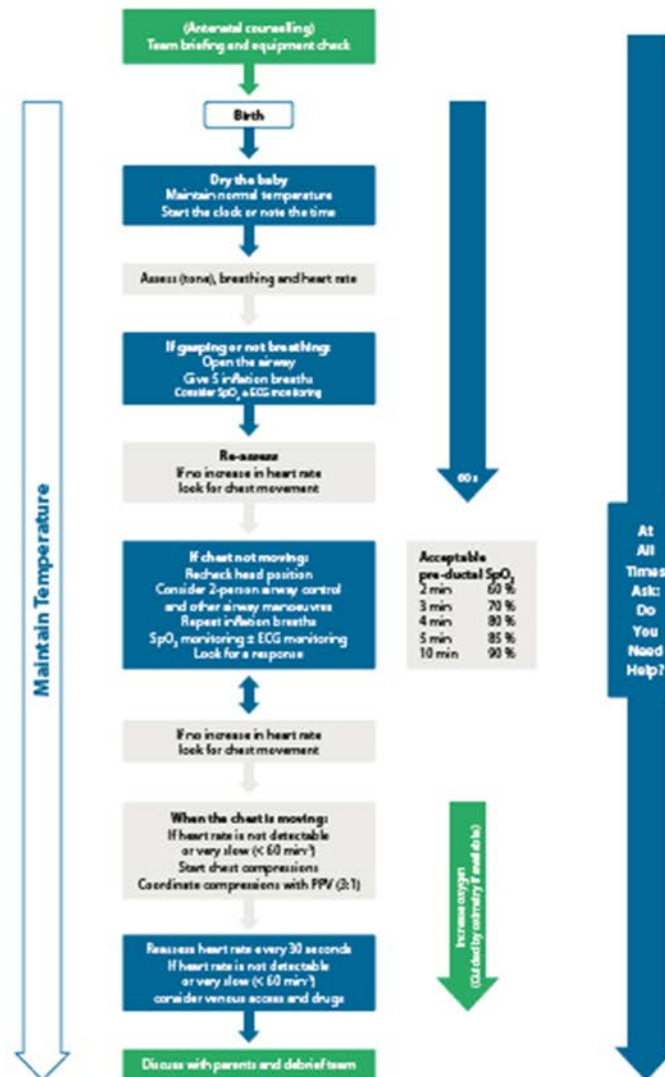 (Antenatal counselling)
Team briefing and equipment check
Birth
Dry the baby
Maintain normal temperature
Start the clock or note the time
Assess (tone), breathing and heart rate
If gasping or not breathing:
Open the airway
Give 5 inflation breaths
Consider SpO₂ ± ECG monitoring
Re-assess
If no increase in heart rate
look for chest movement
60 s
If chest not moving:
Recheck head position
Consider 2-person airway control
and other airway manoeuvres
Repeat inflation breaths
SpO₂ monitoring ± ECG monitoring
Look for a response
Acceptable
pre-ductal SpO₂
2 min 60 %
3 min 70 %
4 min 80 %
5 min 85 %
10 min 90 %
If no increase in heart rate
look for chest movement
When the chest is moving:
If heart rate is not detectable
or very slow (< 60 min⁻¹)
Start chest compressions
Coordinate compressions with PPV (3:1)
Reassess heart rate every 30 seconds
If heart rate is not detectable
or very slow (< 60 min⁻¹)
consider venous access and drugs
Discuss with parents and debrief team
Maintain Temperature
Increase oxygen
(Guided by oximetry if available)
At
All
Times
Ask:
Do
You
Need
Help?